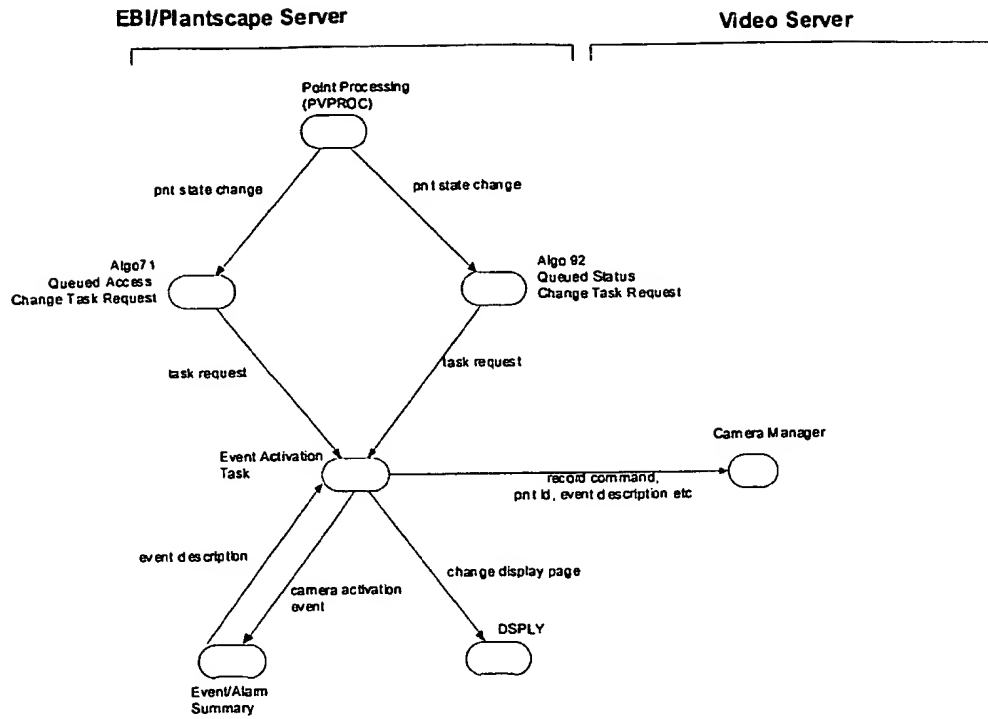 EBI/Plantscape Server
Video Server
Point Processing
(PVPROC)
pnt state change
pnt state change
Algo71
Queued Access
Change Task Request
Algo 92
Queued Status
Change Task Request
task request
task request
Event Activation
Task
Camera Manager
record command,
pnt Id, event description etc
event description
camera activation
event
change display page
DSPLY
Event/Alarm
Summary